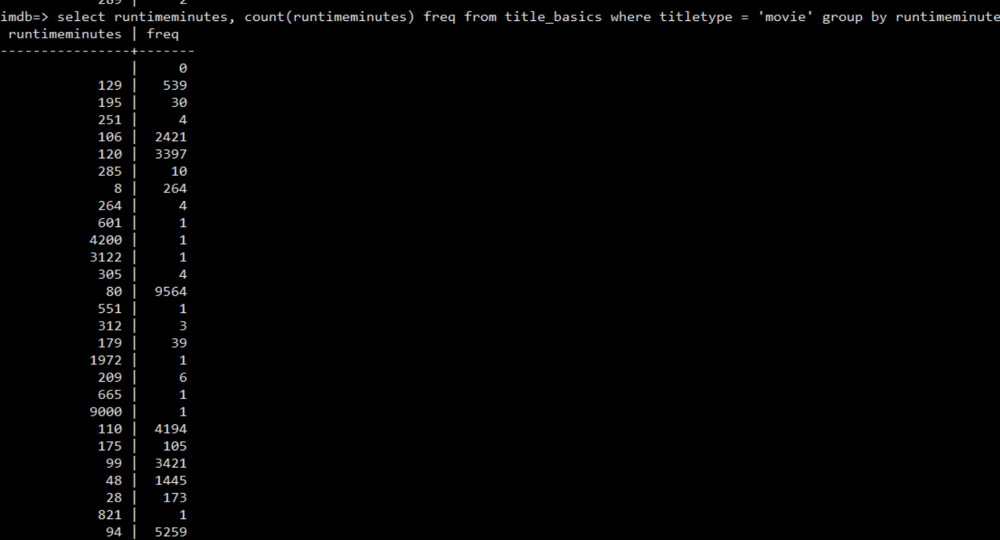 289 | 2
imdb=> select runtimeminutes, count(runtimeminutes) freq from title_basics where titletype = 'movie' group by runtimeminute
runtimeminutes | freq
----------------+-------
| 0
129 | 539
195 | 30
251 | 4
106 | 2421
120 | 3397
285 | 10
8 | 264
264 | 4
601 | 1
4200 | 1
3122 | 1
305 | 4
80 | 9564
551 | 1
312 | 3
179 | 39
1972 | 1
209 | 6
665 | 1
9000 | 1
110 | 4194
175 | 105
99 | 3421
48 | 1445
28 | 173
821 | 1
94 | 5259